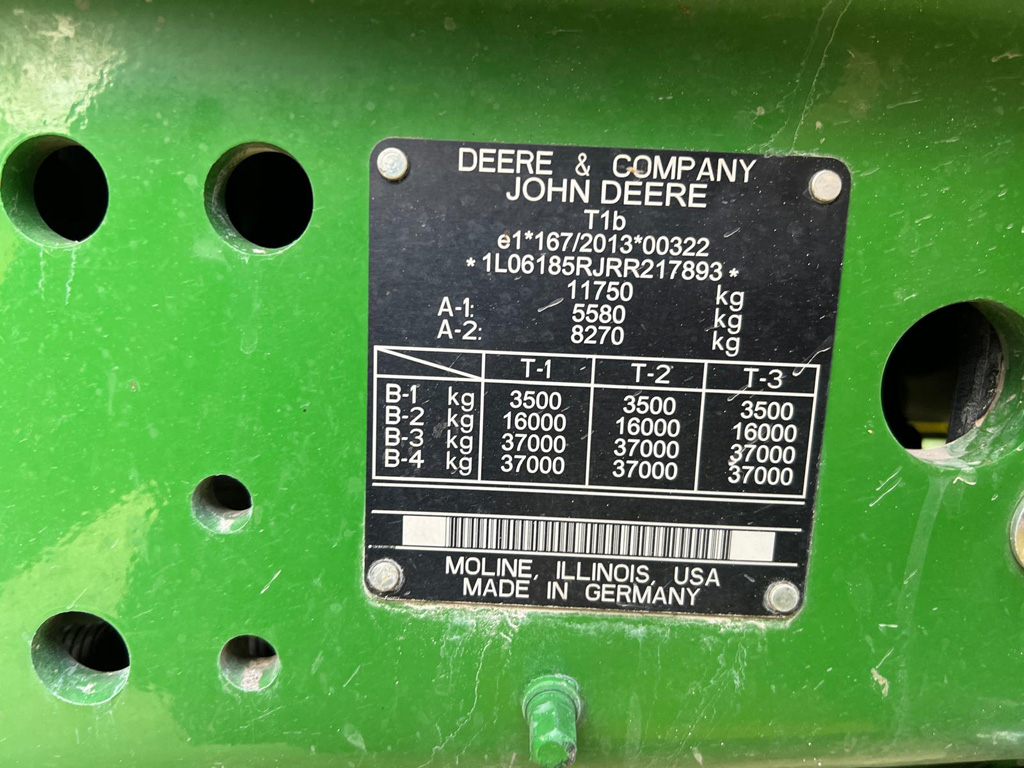 DEERE & COMPANY
JOHN DEERE
T1b
e1*167/2013*00322
*1L06185RJRR217893*
11750 kg
A-1: 5580 kg
A-2: 8270 kg
T-1 T-2 T-3
B-1 kg 3500 3500 3500
B-2 kg 16000 16000 16000
B-3 kg 37000 37000 37000
B-4 kg 37000 37000 37000
MOLINE, ILLINOIS, USA
MADE IN GERMANY